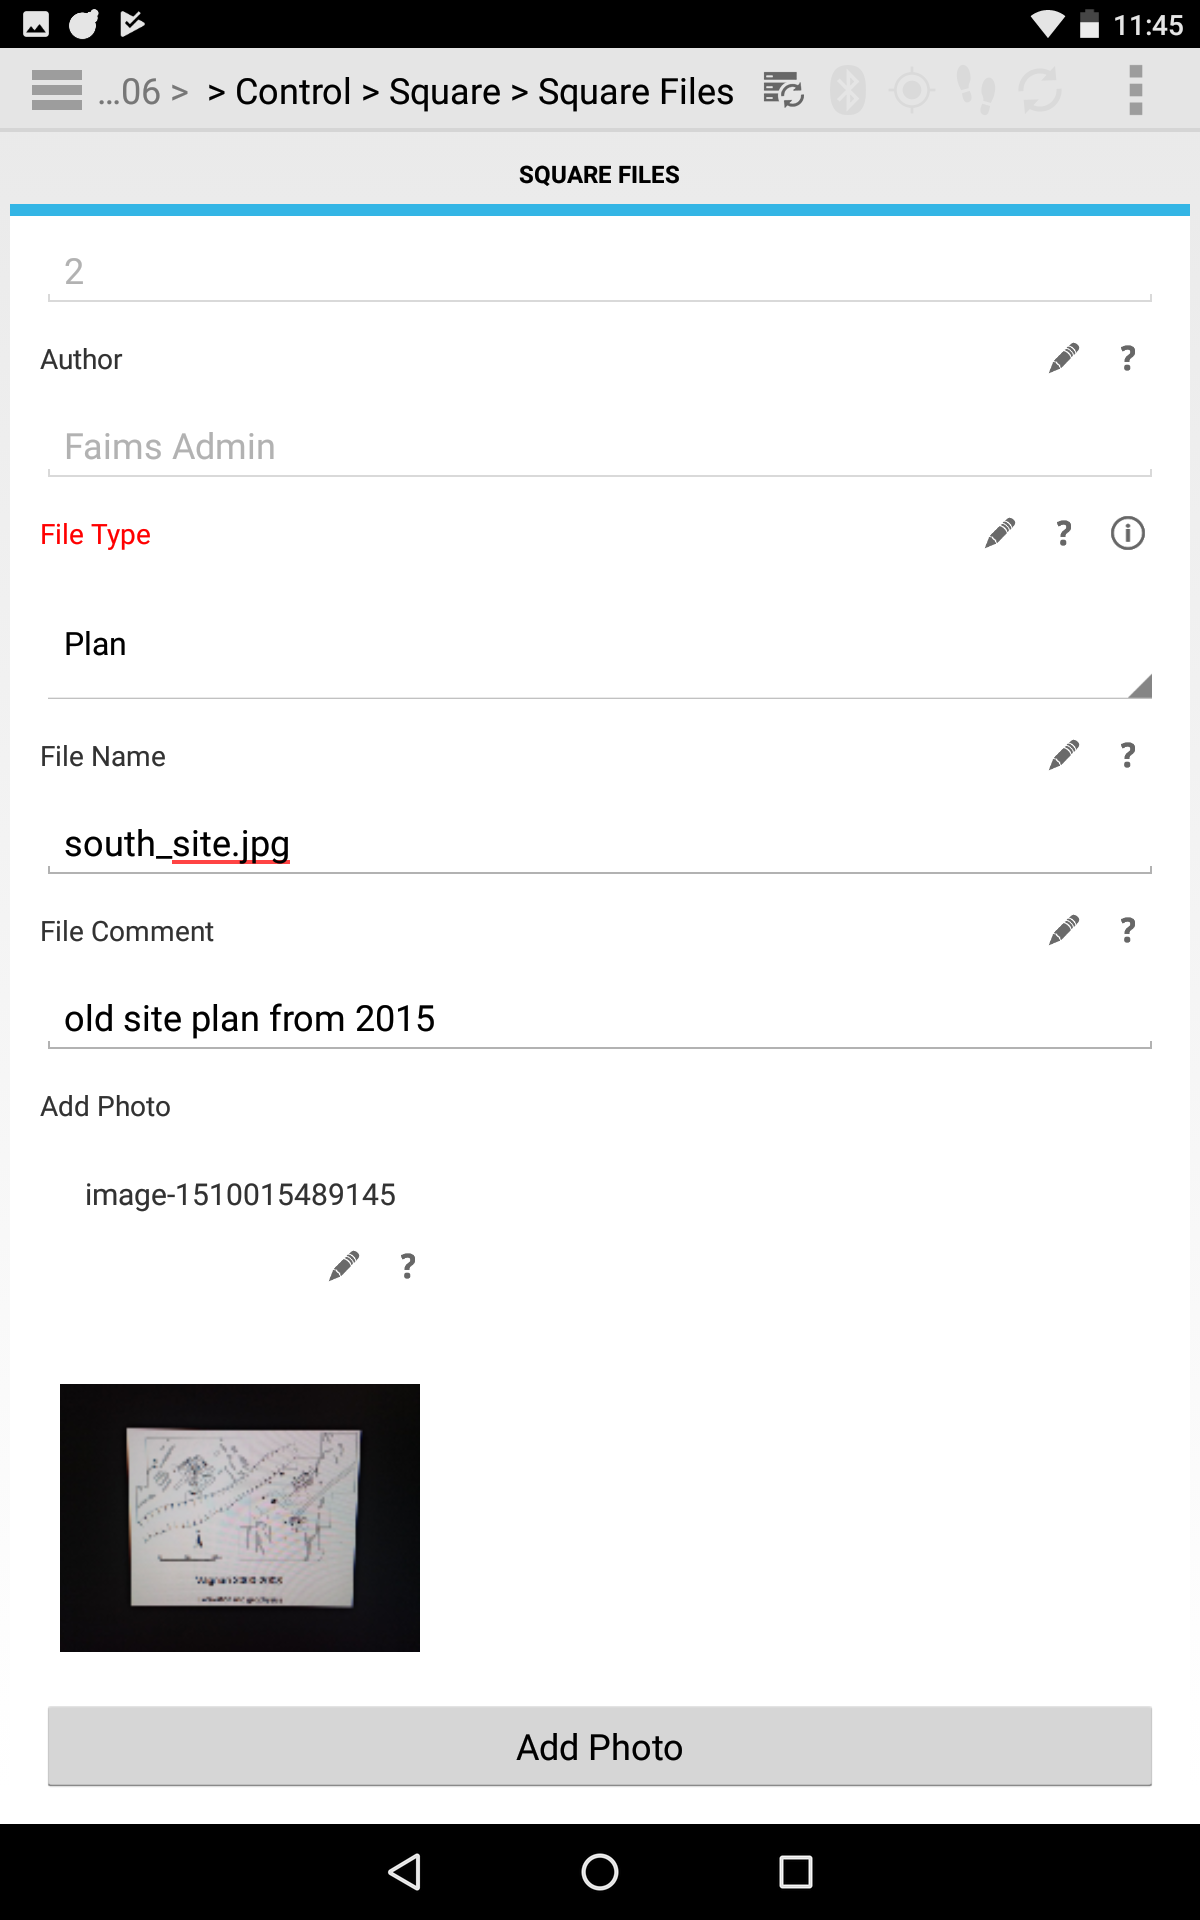 11:45
...06 > > Control > Square > Square Files
SQUARE FILES
2
Author
?
Faims Admin
File Type
?
Plan
File Name
?
south_site.jpg
File Comment
?
old site plan from 2015
Add Photo
image-1510015489145
?
Add Photo